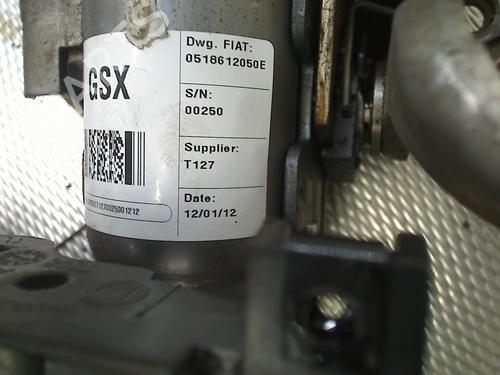 Dwg. FIAT:
0518612050E
GSX
S/N:
00250
Supplier:
T127
Date:
12/01/12